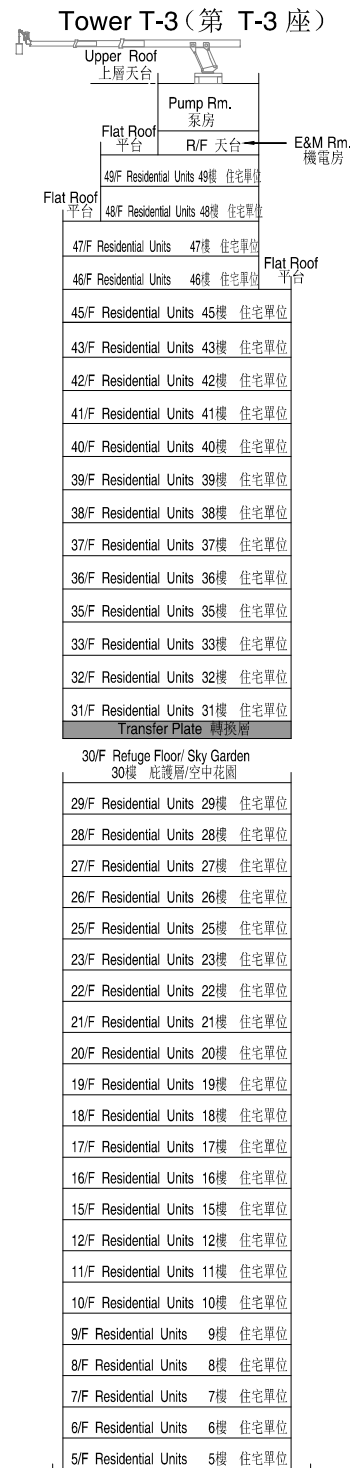 Tower T-3（第 T-3 座）
Upper Roof
上層天台
Pump Rm.
泵房
Flat Roof
平台
R/F 天台
E&M Rm.
機電房
49/F Residential Units 49樓 住宅單位
Flat Roof
平台
48/F Residential Units 48樓 住宅單位
47/F Residential Units 47樓 住宅單位
Flat Roof
平台
46/F Residential Units 46樓 住宅單位
45/F Residential Units 45樓 住宅單位
43/F Residential Units 43樓 住宅單位
42/F Residential Units 42樓 住宅單位
41/F Residential Units 41樓 住宅單位
40/F Residential Units 40樓 住宅單位
39/F Residential Units 39樓 住宅單位
38/F Residential Units 38樓 住宅單位
37/F Residential Units 37樓 住宅單位
36/F Residential Units 36樓 住宅單位
35/F Residential Units 35樓 住宅單位
33/F Residential Units 33樓 住宅單位
32/F Residential Units 32樓 住宅單位
31/F Residential Units 31樓 住宅單位
Transfer Plate 轉換層
30/F Refuge Floor/ Sky Garden
30樓 庇護層/空中花園
29/F Residential Units 29樓 住宅單位
28/F Residential Units 28樓 住宅單位
27/F Residential Units 27樓 住宅單位
26/F Residential Units 26樓 住宅單位
25/F Residential Units 25樓 住宅單位
23/F Residential Units 23樓 住宅單位
22/F Residential Units 22樓 住宅單位
21/F Residential Units 21樓 住宅單位
20/F Residential Units 20樓 住宅單位
19/F Residential Units 19樓 住宅單位
18/F Residential Units 18樓 住宅單位
17/F Residential Units 17樓 住宅單位
16/F Residential Units 16樓 住宅單位
15/F Residential Units 15樓 住宅單位
12/F Residential Units 12樓 住宅單位
11/F Residential Units 11樓 住宅單位
10/F Residential Units 10樓 住宅單位
9/F Residential Units 9樓 住宅單位
8/F Residential Units 8樓 住宅單位
7/F Residential Units 7樓 住宅單位
6/F Residential Units 6樓 住宅單位
5/F Residential Units 5樓 住宅單位